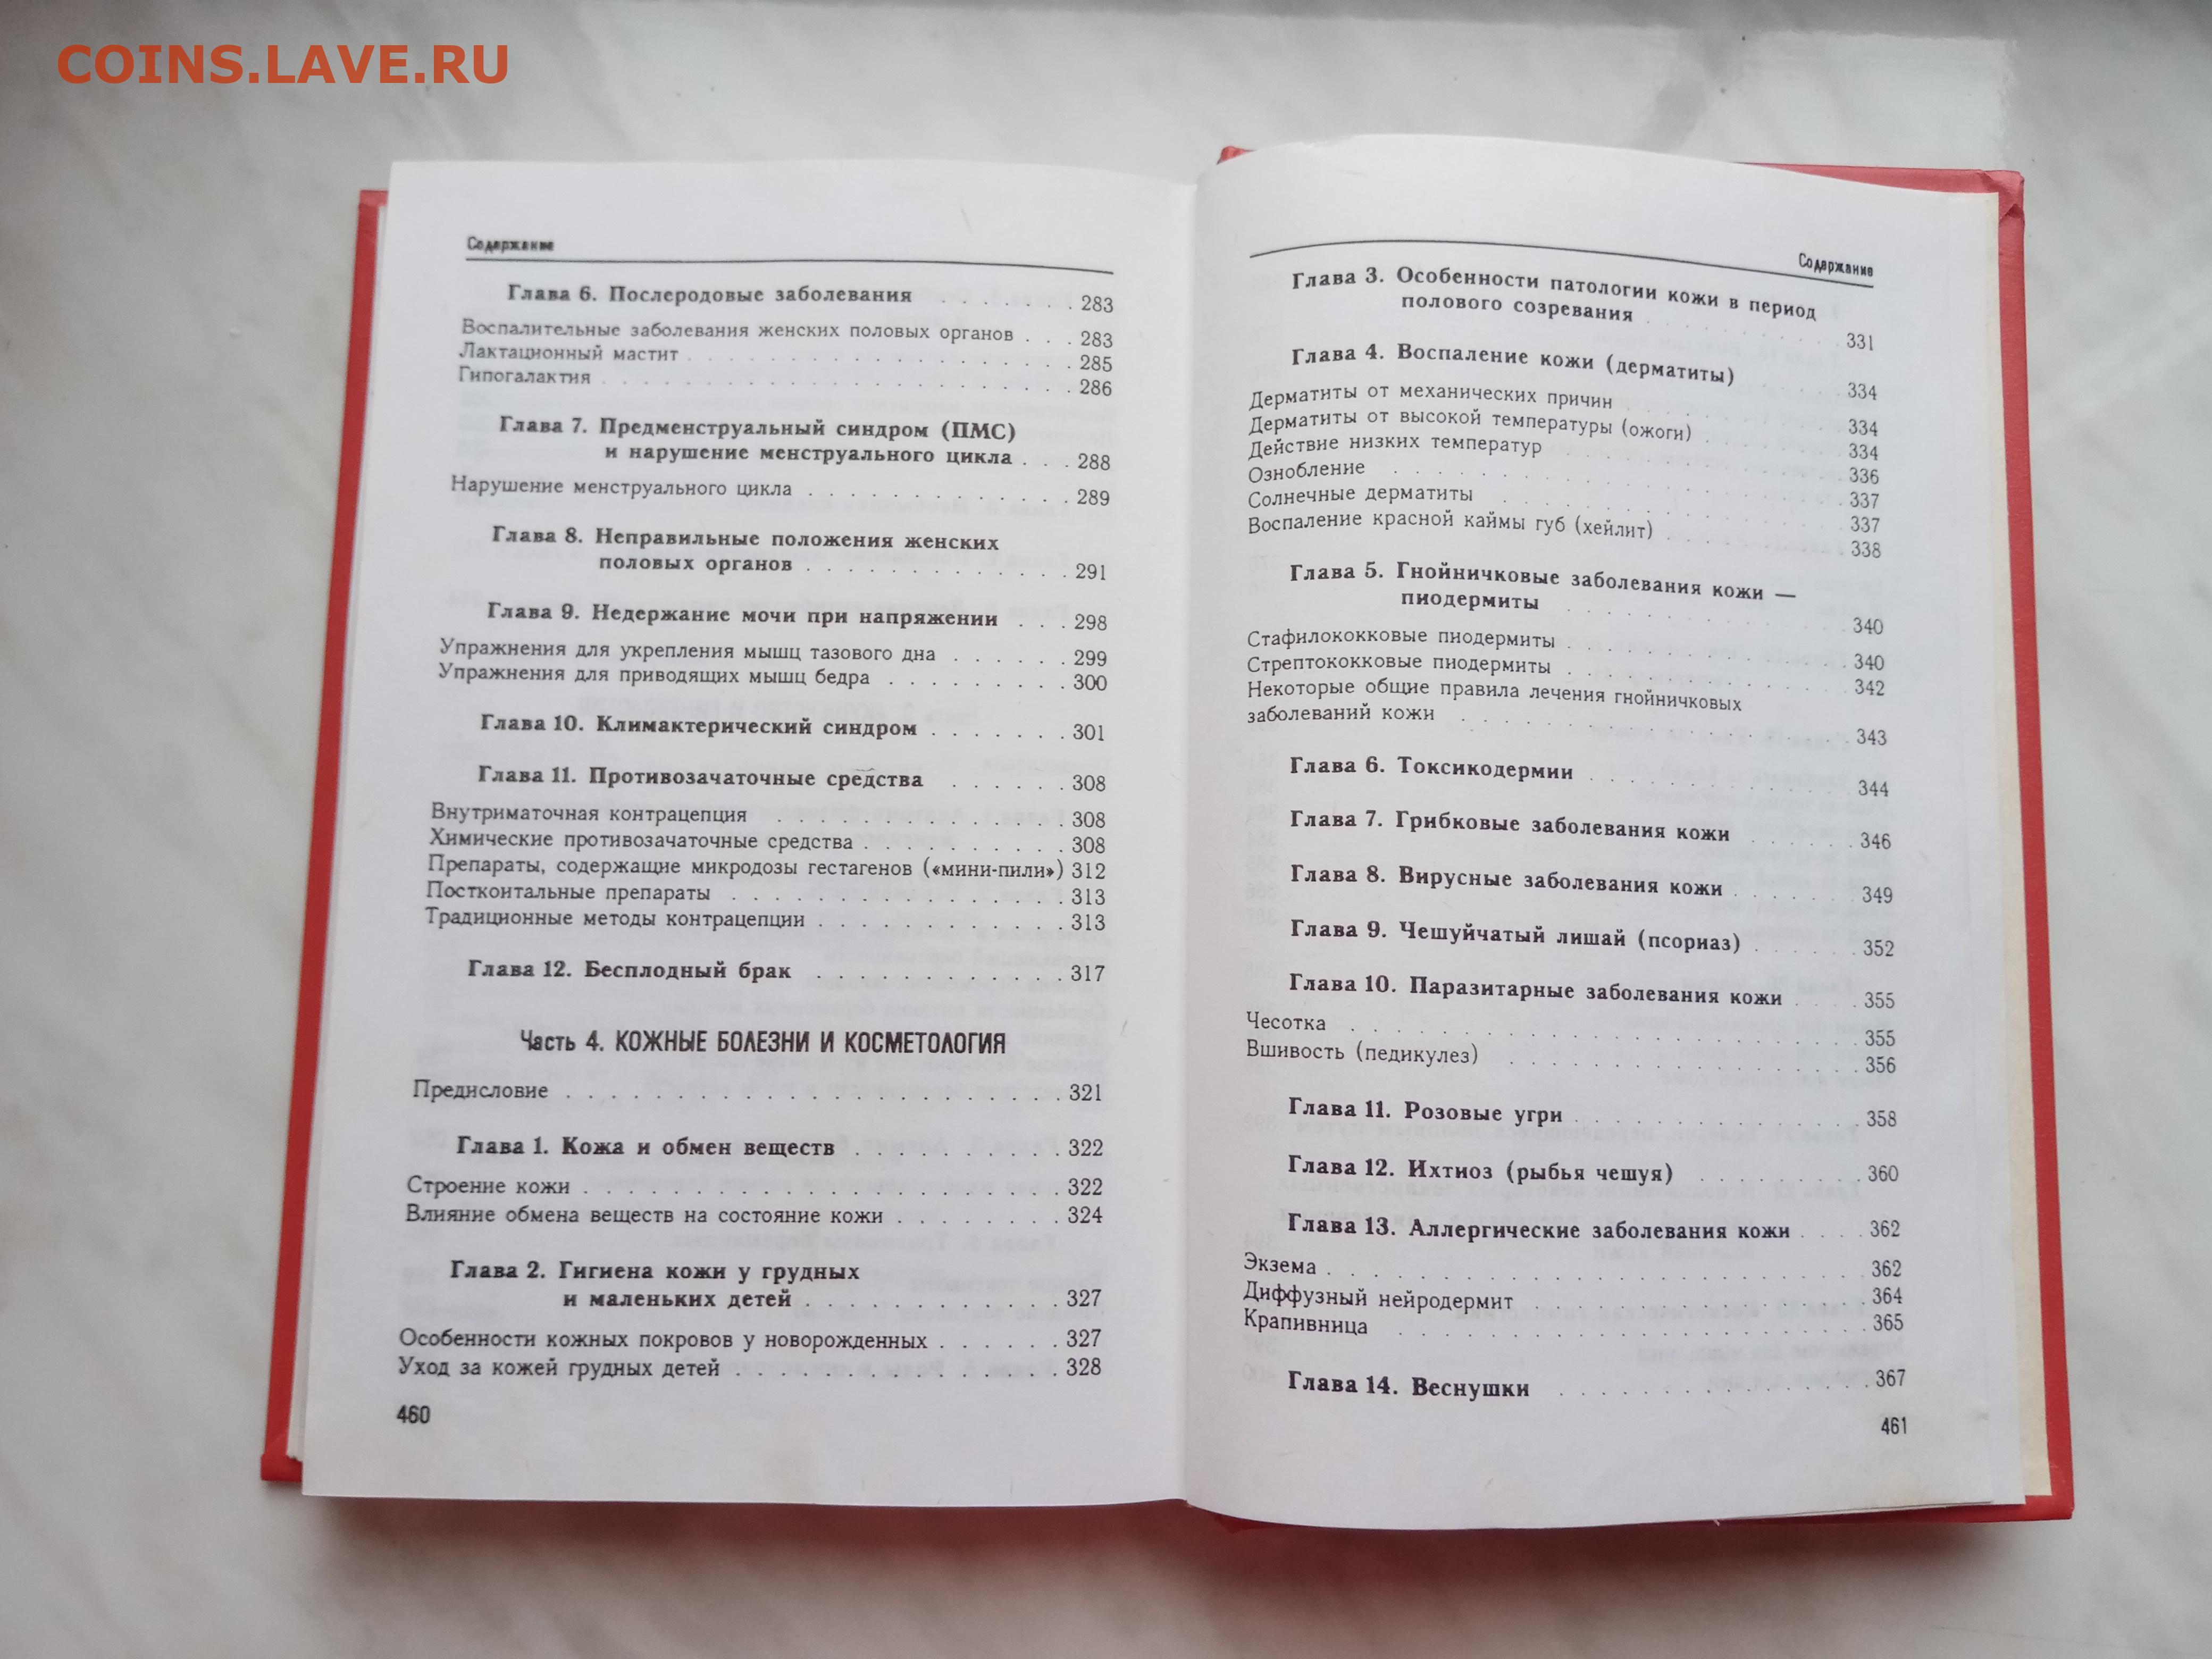 COINS.LAVE.RU
Содержание
Глава 6. Послеродовые заболевания . . . . . . . 283
Воспалительные заболевания женских половых органов . . . 283
Лактационный мастит . . . . . . . . . . . . . . 285
Гипогалактия . . . . . . . . . . . . . . . . . 286
Глава 7. Предменструальный синдром (ПМС)
и нарушение менструального цикла . . . 288
Нарушение менструального цикла . . . . . . . . . . 289
Глава 8. Неправильные положения женских
половых органов . . . . . . . . . . 291
Глава 9. Недержание мочи при напряжении . . . 298
Упражнения для укрепления мышц тазового дна . . . . . 299
Упражнения для приводящих мышц бедра . . . . . . . 300
Глава 10. Климактерический синдром . . . . . . 301
Глава 11. Противозачаточные средства . . . . . 308
Внутриматочная контрацепция . . . . . . . . . . . 308
Химические противозачаточные средства . . . . . . . . 308
Препараты, содержащие микродозы гестагенов («мини-пили») 312
Посткоитальные препараты . . . . . . . . . . . . 313
Традиционные методы контрацепции . . . . . . . . . 313
Глава 12. Бесплодный брак . . . . . . . . . 317
Часть 4. КОЖНЫЕ БОЛЕЗНИ И КОСМЕТОЛОГИЯ
Предисловие . . . . . . . . . . . . . . . . . . 321
Глава 1. Кожа и обмен веществ . . . . . . . . 322
Строение кожи . . . . . . . . . . . . . . . . . 322
Влияние обмена веществ на состояние кожи . . . . . . 324
Глава 2. Гигиена кожи у грудных
и маленьких детей . . . . . . . . . . 327
Особенности кожных покровов у новорожденных . . . . . 327
Уход за кожей грудных детей . . . . . . . . . . . . 328
460
Содержание
Глава 3. Особенности патологии кожи в период
полового созревания . . . . . . . . 331
Глава 4. Воспаление кожи (дерматиты) . . . . 334
Дерматиты от механических причин . . . . . . . . 334
Дерматиты от высокой температуры (ожоги) . . . . . 334
Действие низких температур . . . . . . . . . . . 336
Ознобление . . . . . . . . . . . . . . . . . . 337
Солнечные дерматиты . . . . . . . . . . . . . . 337
Воспаление красной каймы губ (хейлит) . . . . . . . 338
Глава 5. Гнойничковые заболевания кожи —
пиодермиты . . . . . . . . . . . 340
Стафилококковые пиодермиты . . . . . . . . . . . 340
Стрептококковые пиодермиты . . . . . . . . . . . 342
Некоторые общие правила лечения гнойничковых
заболеваний кожи . . . . . . . . . . . . . . . 343
Глава 6. Токсикодермии . . . . . . . . . . 344
Глава 7. Грибковые заболевания кожи . . . . . 346
Глава 8. Вирусные заболевания кожи . . . . . 349
Глава 9. Чешуйчатый лишай (псориаз) . . . . . 352
Глава 10. Паразитарные заболевания кожи . . . 355
Чесотка . . . . . . . . . . . . . . . . . . . 355
Вшивость (педикулез) . . . . . . . . . . . . . . 356
Глава 11. Розовые угри . . . . . . . . . . . 358
Глава 12. Ихтиоз (рыбья чешуя) . . . . . . . 360
Глава 13. Аллергические заболевания кожи . . . . 362
Экзема . . . . . . . . . . . . . . . . . . . . 362
Диффузный нейродермит . . . . . . . . . . . . . 364
Крапивница . . . . . . . . . . . . . . . . . . 365
Глава 14. Веснушки . . . . . . . . . . . . 367
461